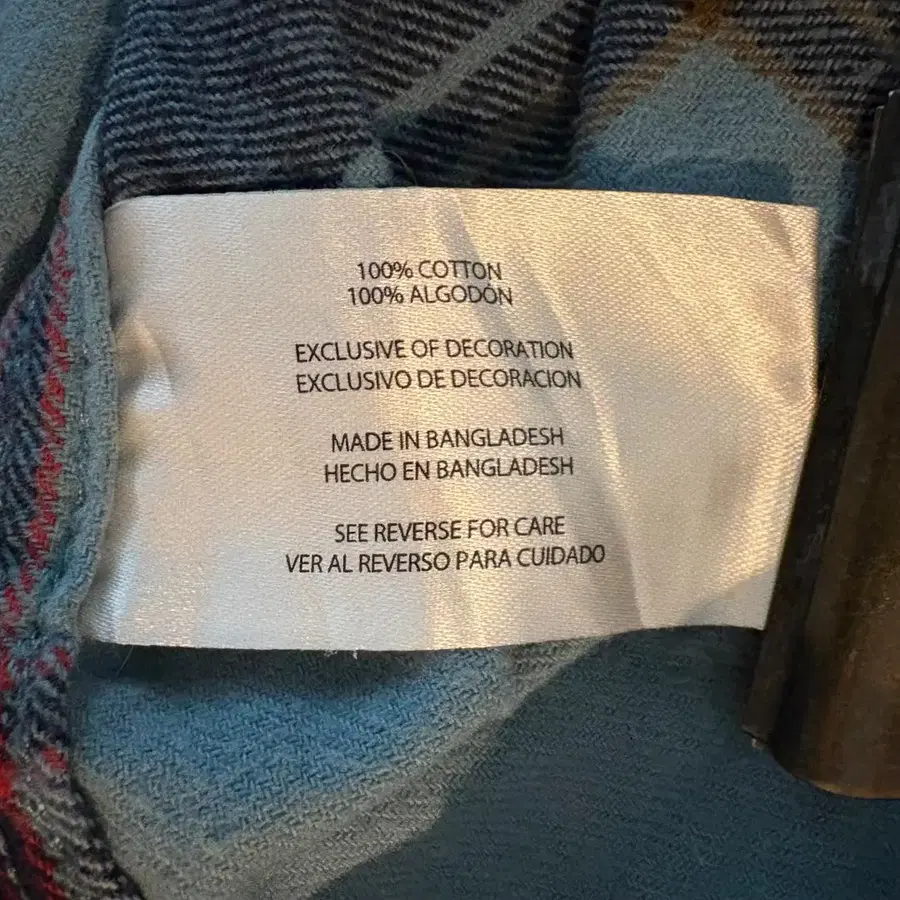 100% COTTON
100% ALGODÓN
EXCLUSIVE OF DECORATION
EXCLUSIVO DE DECORACION
MADE IN BANGLADESH
HECHO EN BANGLADESH
SEE REVERSE FOR CARE
VER AL REVERSO PARA CUIDADO